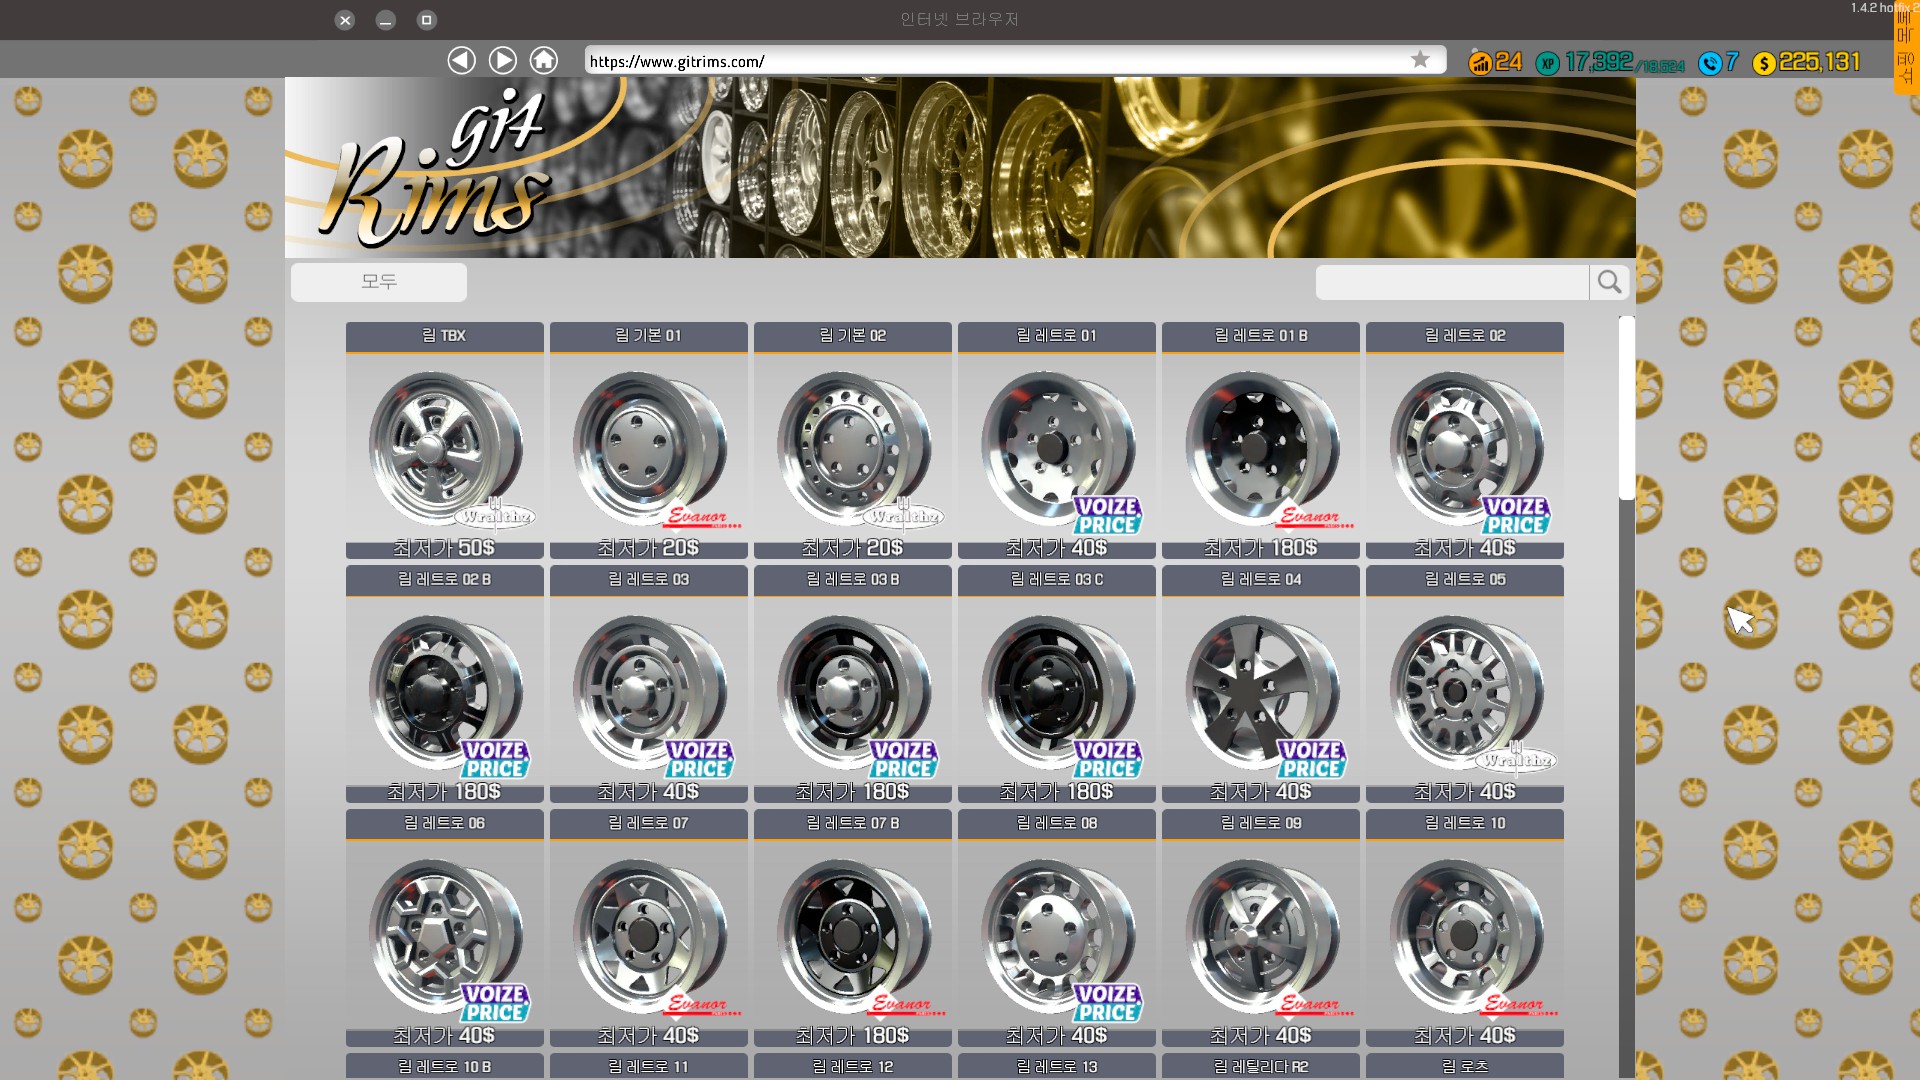 인터넷 브라우저
1.4.2 hotfix 2
https://www.gitrims.com/
24
XP 17,392/18,524
7
$ 225,131
git
Rims
모두
림 TBX
림 기본 01
림 기본 02
림 레트로 01
림 레트로 01 B
림 레트로 02
Wralthz
Evanor
Wralthz
VOIZE PRICE
Evanor
VOIZE PRICE
최저가 50$
최저가 20$
최저가 20$
최저가 40$
최저가 180$
최저가 40$
림 레트로 02 B
림 레트로 03
림 레트로 03 B
림 레트로 03 C
림 레트로 04
림 레트로 05
VOIZE PRICE
VOIZE PRICE
VOIZE PRICE
VOIZE PRICE
VOIZE PRICE
Wralthz
최저가 180$
최저가 40$
최저가 180$
최저가 180$
최저가 40$
최저가 40$
림 레트로 06
림 레트로 07
림 레트로 07 B
림 레트로 08
림 레트로 09
림 레트로 10
VOIZE PRICE
Evanor
Evanor
VOIZE PRICE
Evanor
Evanor
최저가 40$
최저가 40$
최저가 180$
최저가 40$
최저가 40$
최저가 40$
림 레트로 10 B
림 레트로 11
림 레트로 12
림 레트로 13
림 레틸리다 R2
림 로츠